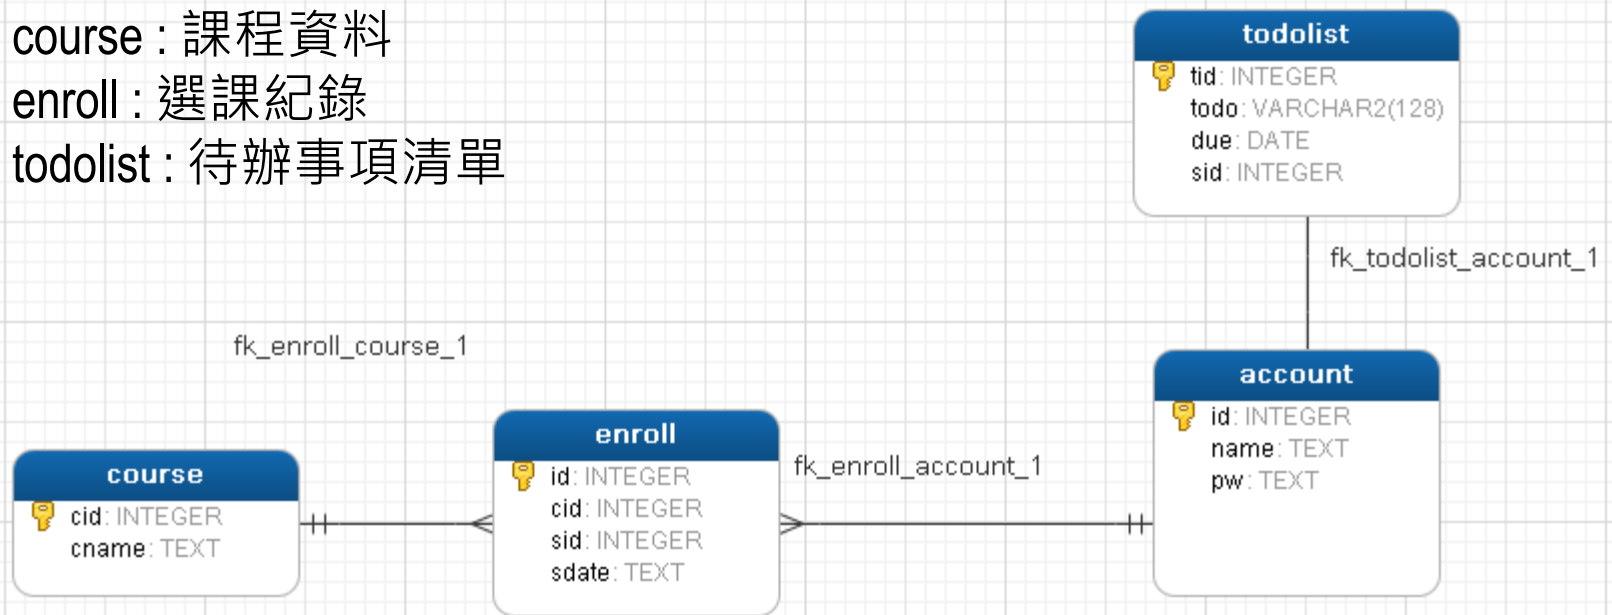 course : 課程資料
enroll : 選課紀錄
todolist : 待辦事項清單
todolist
tid: INTEGER
todo: VARCHAR2(128)
due: DATE
sid: INTEGER
fk_todolist_account_1
fk_enroll_course_1
account
id: INTEGER
name: TEXT
pw: TEXT
enroll
id: INTEGER
cid: INTEGER
sid: INTEGER
sdate: TEXT
fk_enroll_account_1
course
cid: INTEGER
cname: TEXT